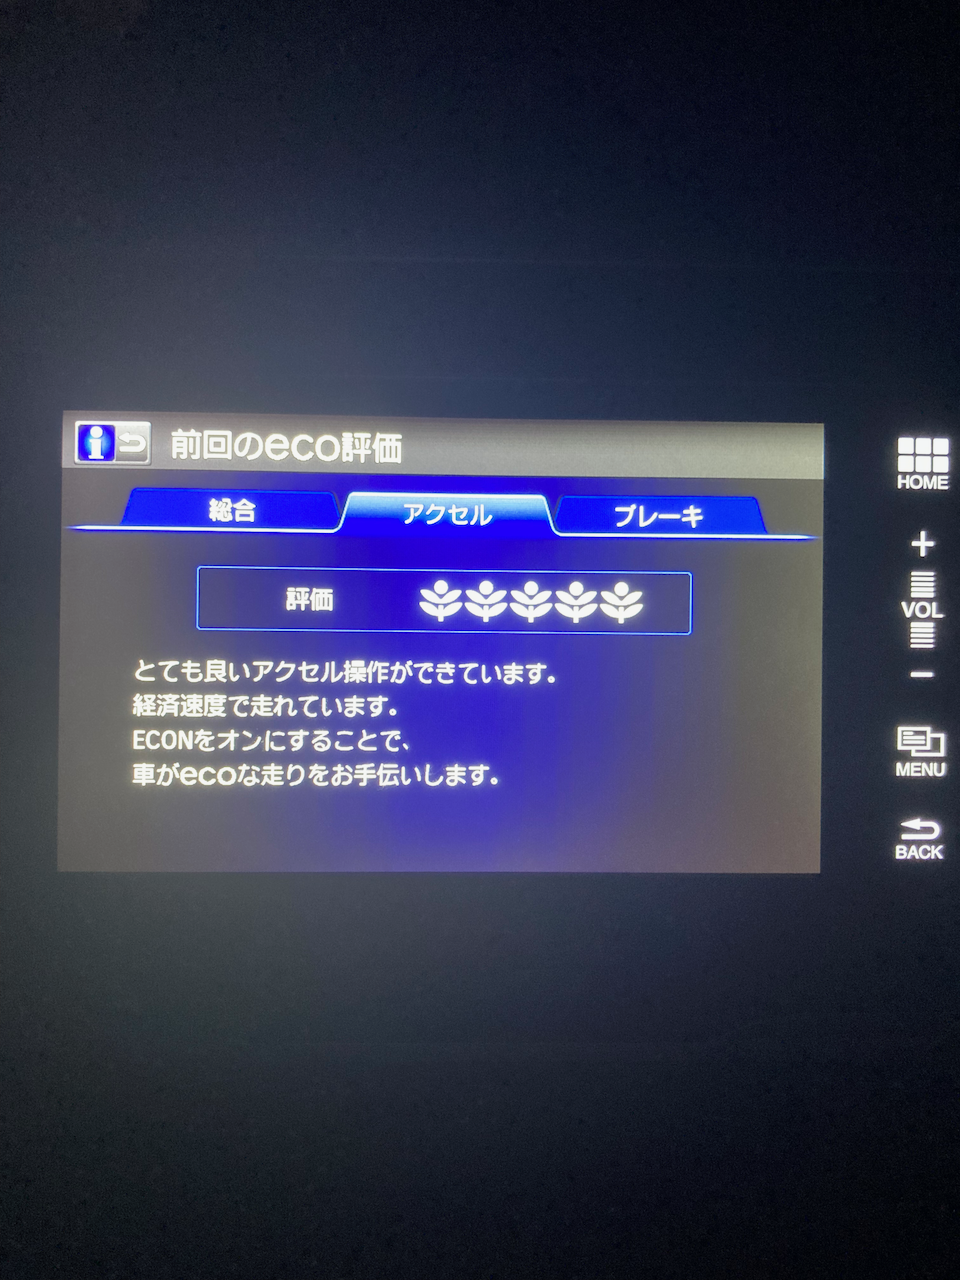 前回のeco評価
総合 アクセル ブレーキ
評価
とても良いアクセル操作ができています。
経済速度で走れています。
ECONをオンにすることで、
車がecoな走りをお手伝いします。
HOME
+
VOL
−
MENU
BACK